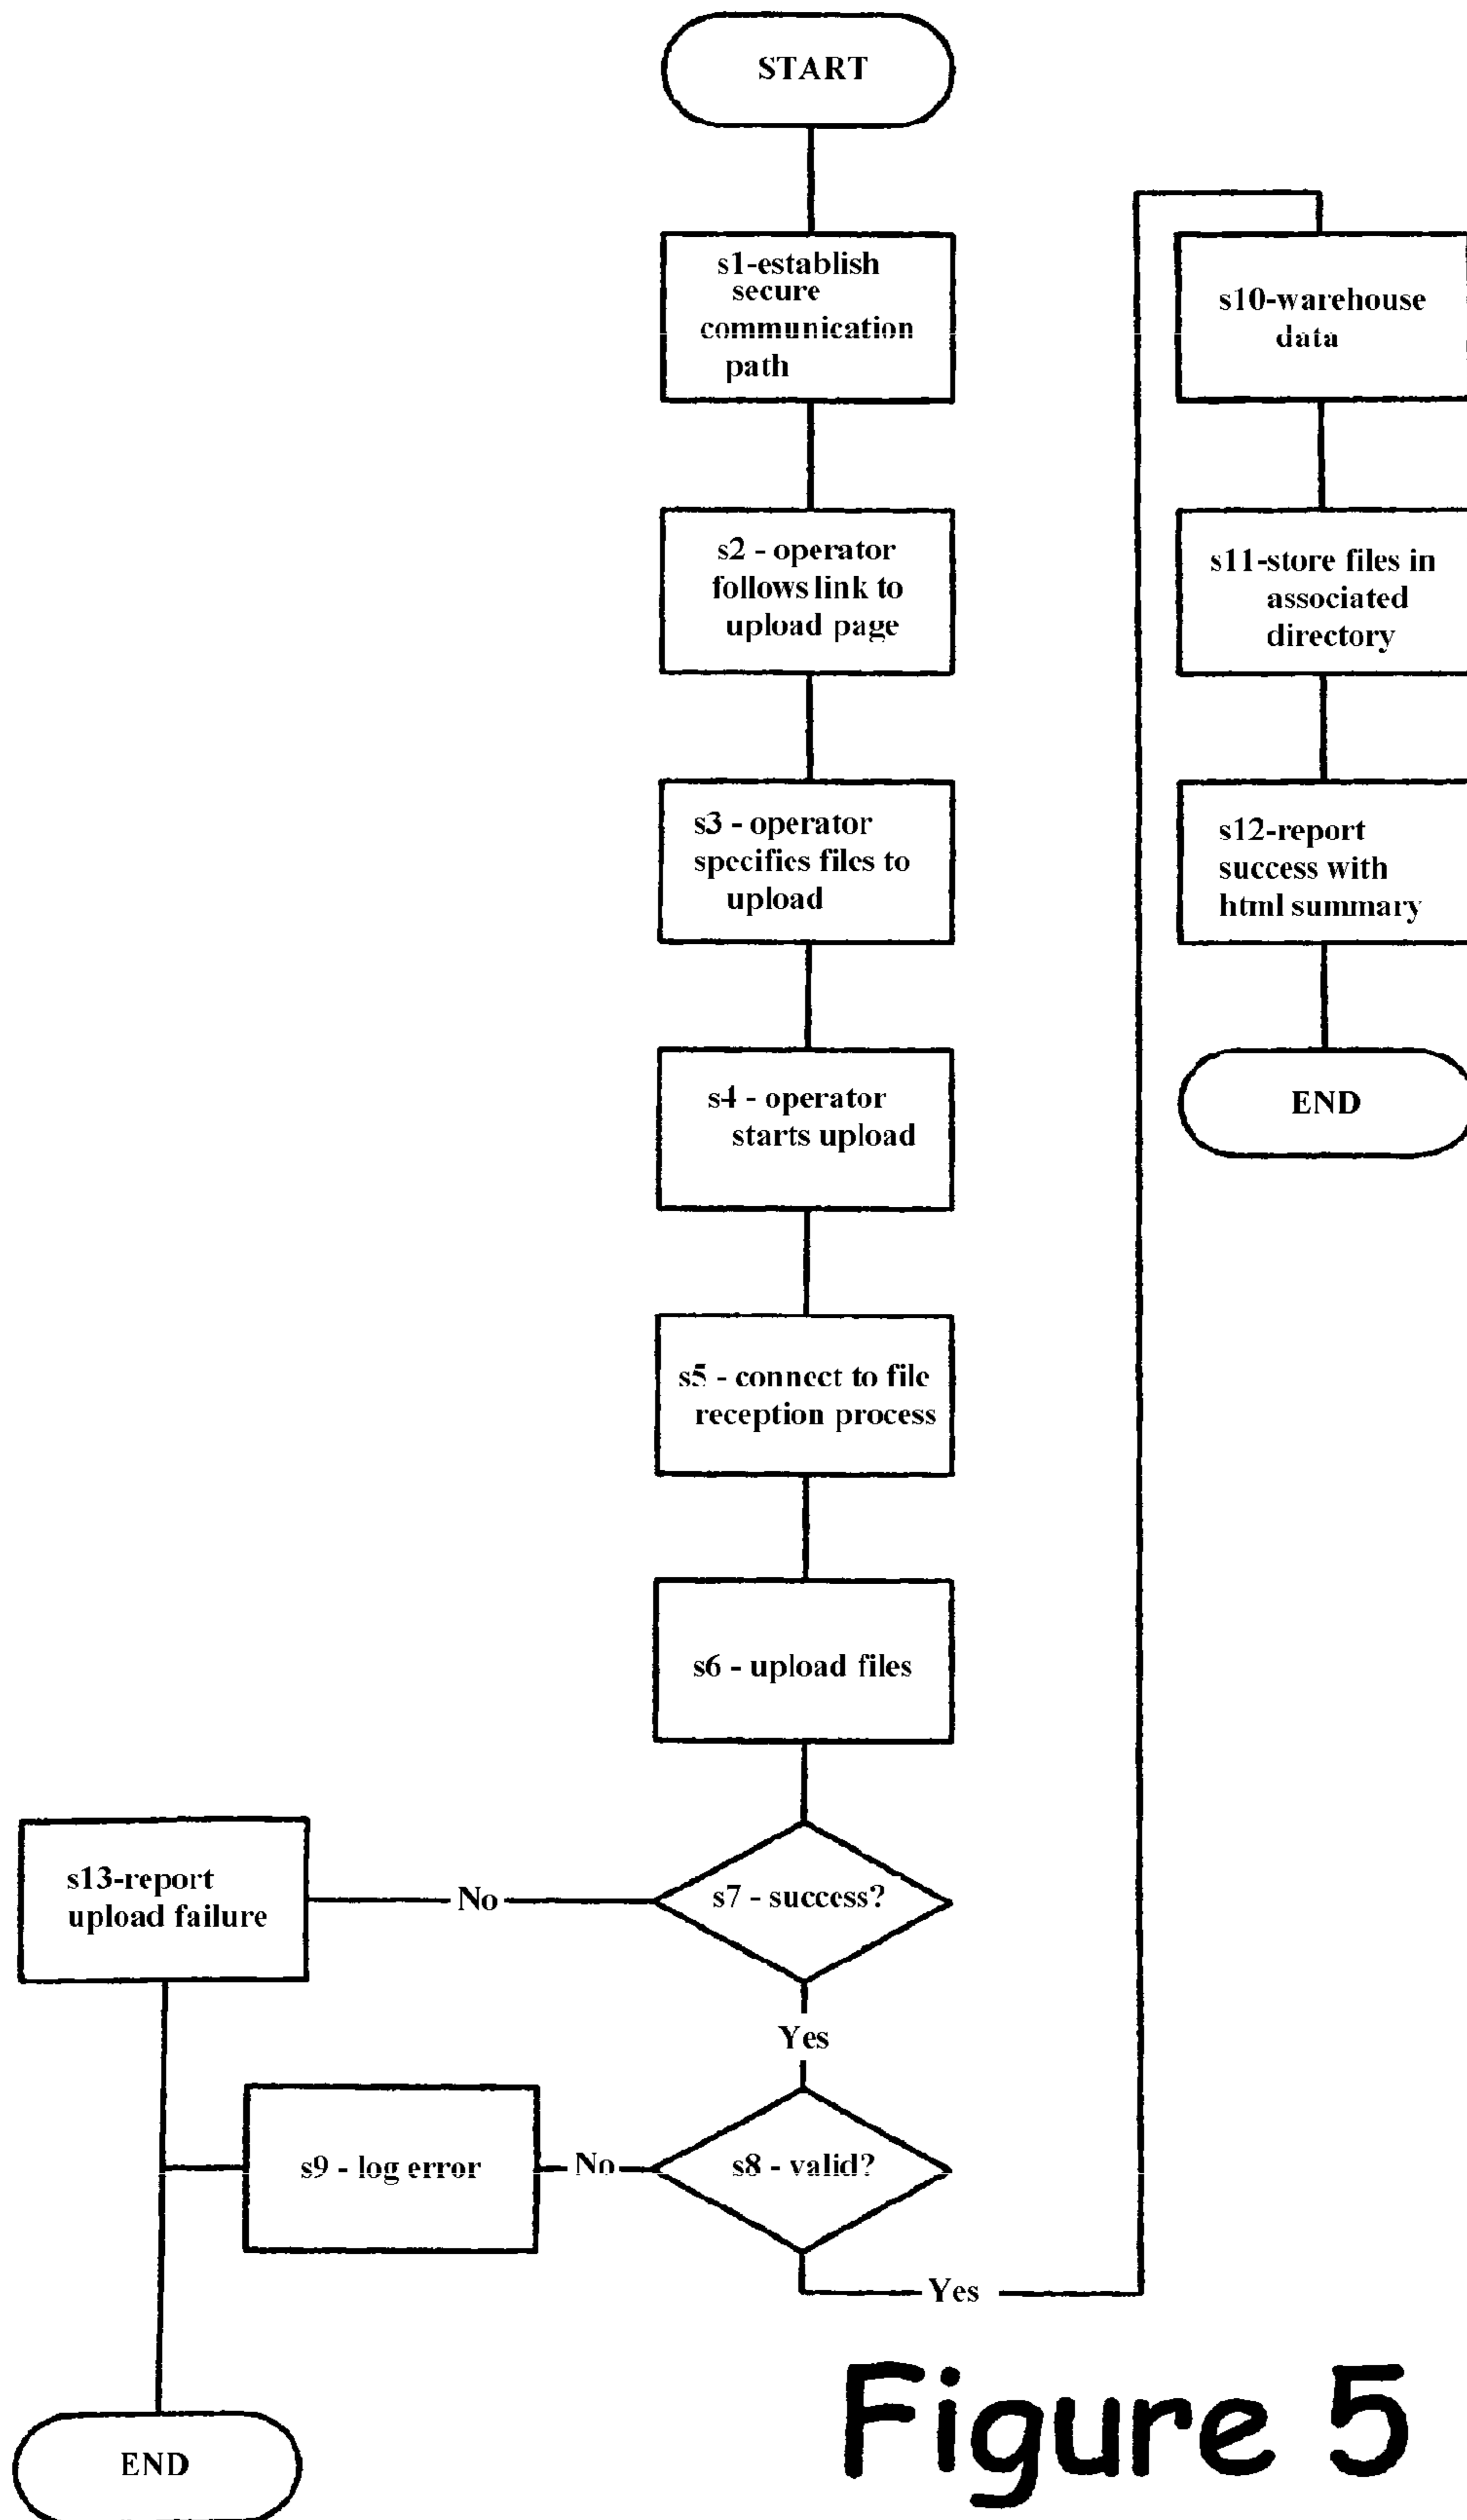 START
s1-establish
secure
communication
path
s2 - operator
follows link to
upload page
s3 - operator
specifies files to
upload
s4 - operator
starts upload
s5 - connect to file
reception process
s6 - upload files
s7 - success?
No
s13-report
upload failure
Yes
s8 - valid?
No
s9 - log error
END
Yes
s10-warehouse
data
s11-store files in
associated
directory
s12-report
success with
html summary
END
Figure 5